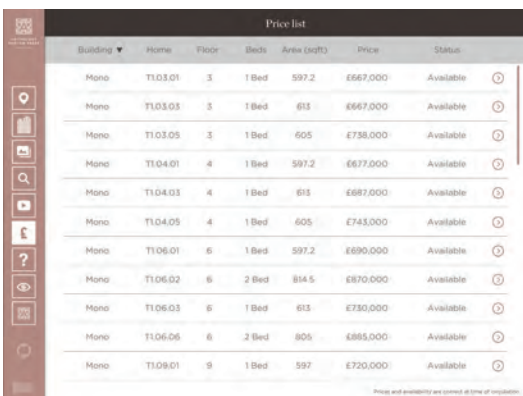 Price list
Building ▼ Home Floor Beds Area (sqft) Price Status
Mono T1.03.01 3 1 Bed 597.2 £667,000 Available
Mono T1.03.03 3 1 Bed 613 £667,000 Available
Mono T1.03.05 3 1 Bed 605 £738,000 Available
Mono T1.04.01 4 1 Bed 597.2 £677,000 Available
Mono T1.04.03 4 1 Bed 613 £687,000 Available
Mono T1.04.05 4 1 Bed 605 £743,000 Available
Mono T1.06.01 6 1 Bed 597.2 £690,000 Available
Mono T1.06.02 6 2 Bed 814.5 £870,000 Available
Mono T1.06.03 6 1 Bed 613 £730,000 Available
Mono T1.06.06 6 2 Bed 805 £885,000 Available
Mono T1.09.01 9 1 Bed 597 £720,000 Available
Prices and availability are correct at time of